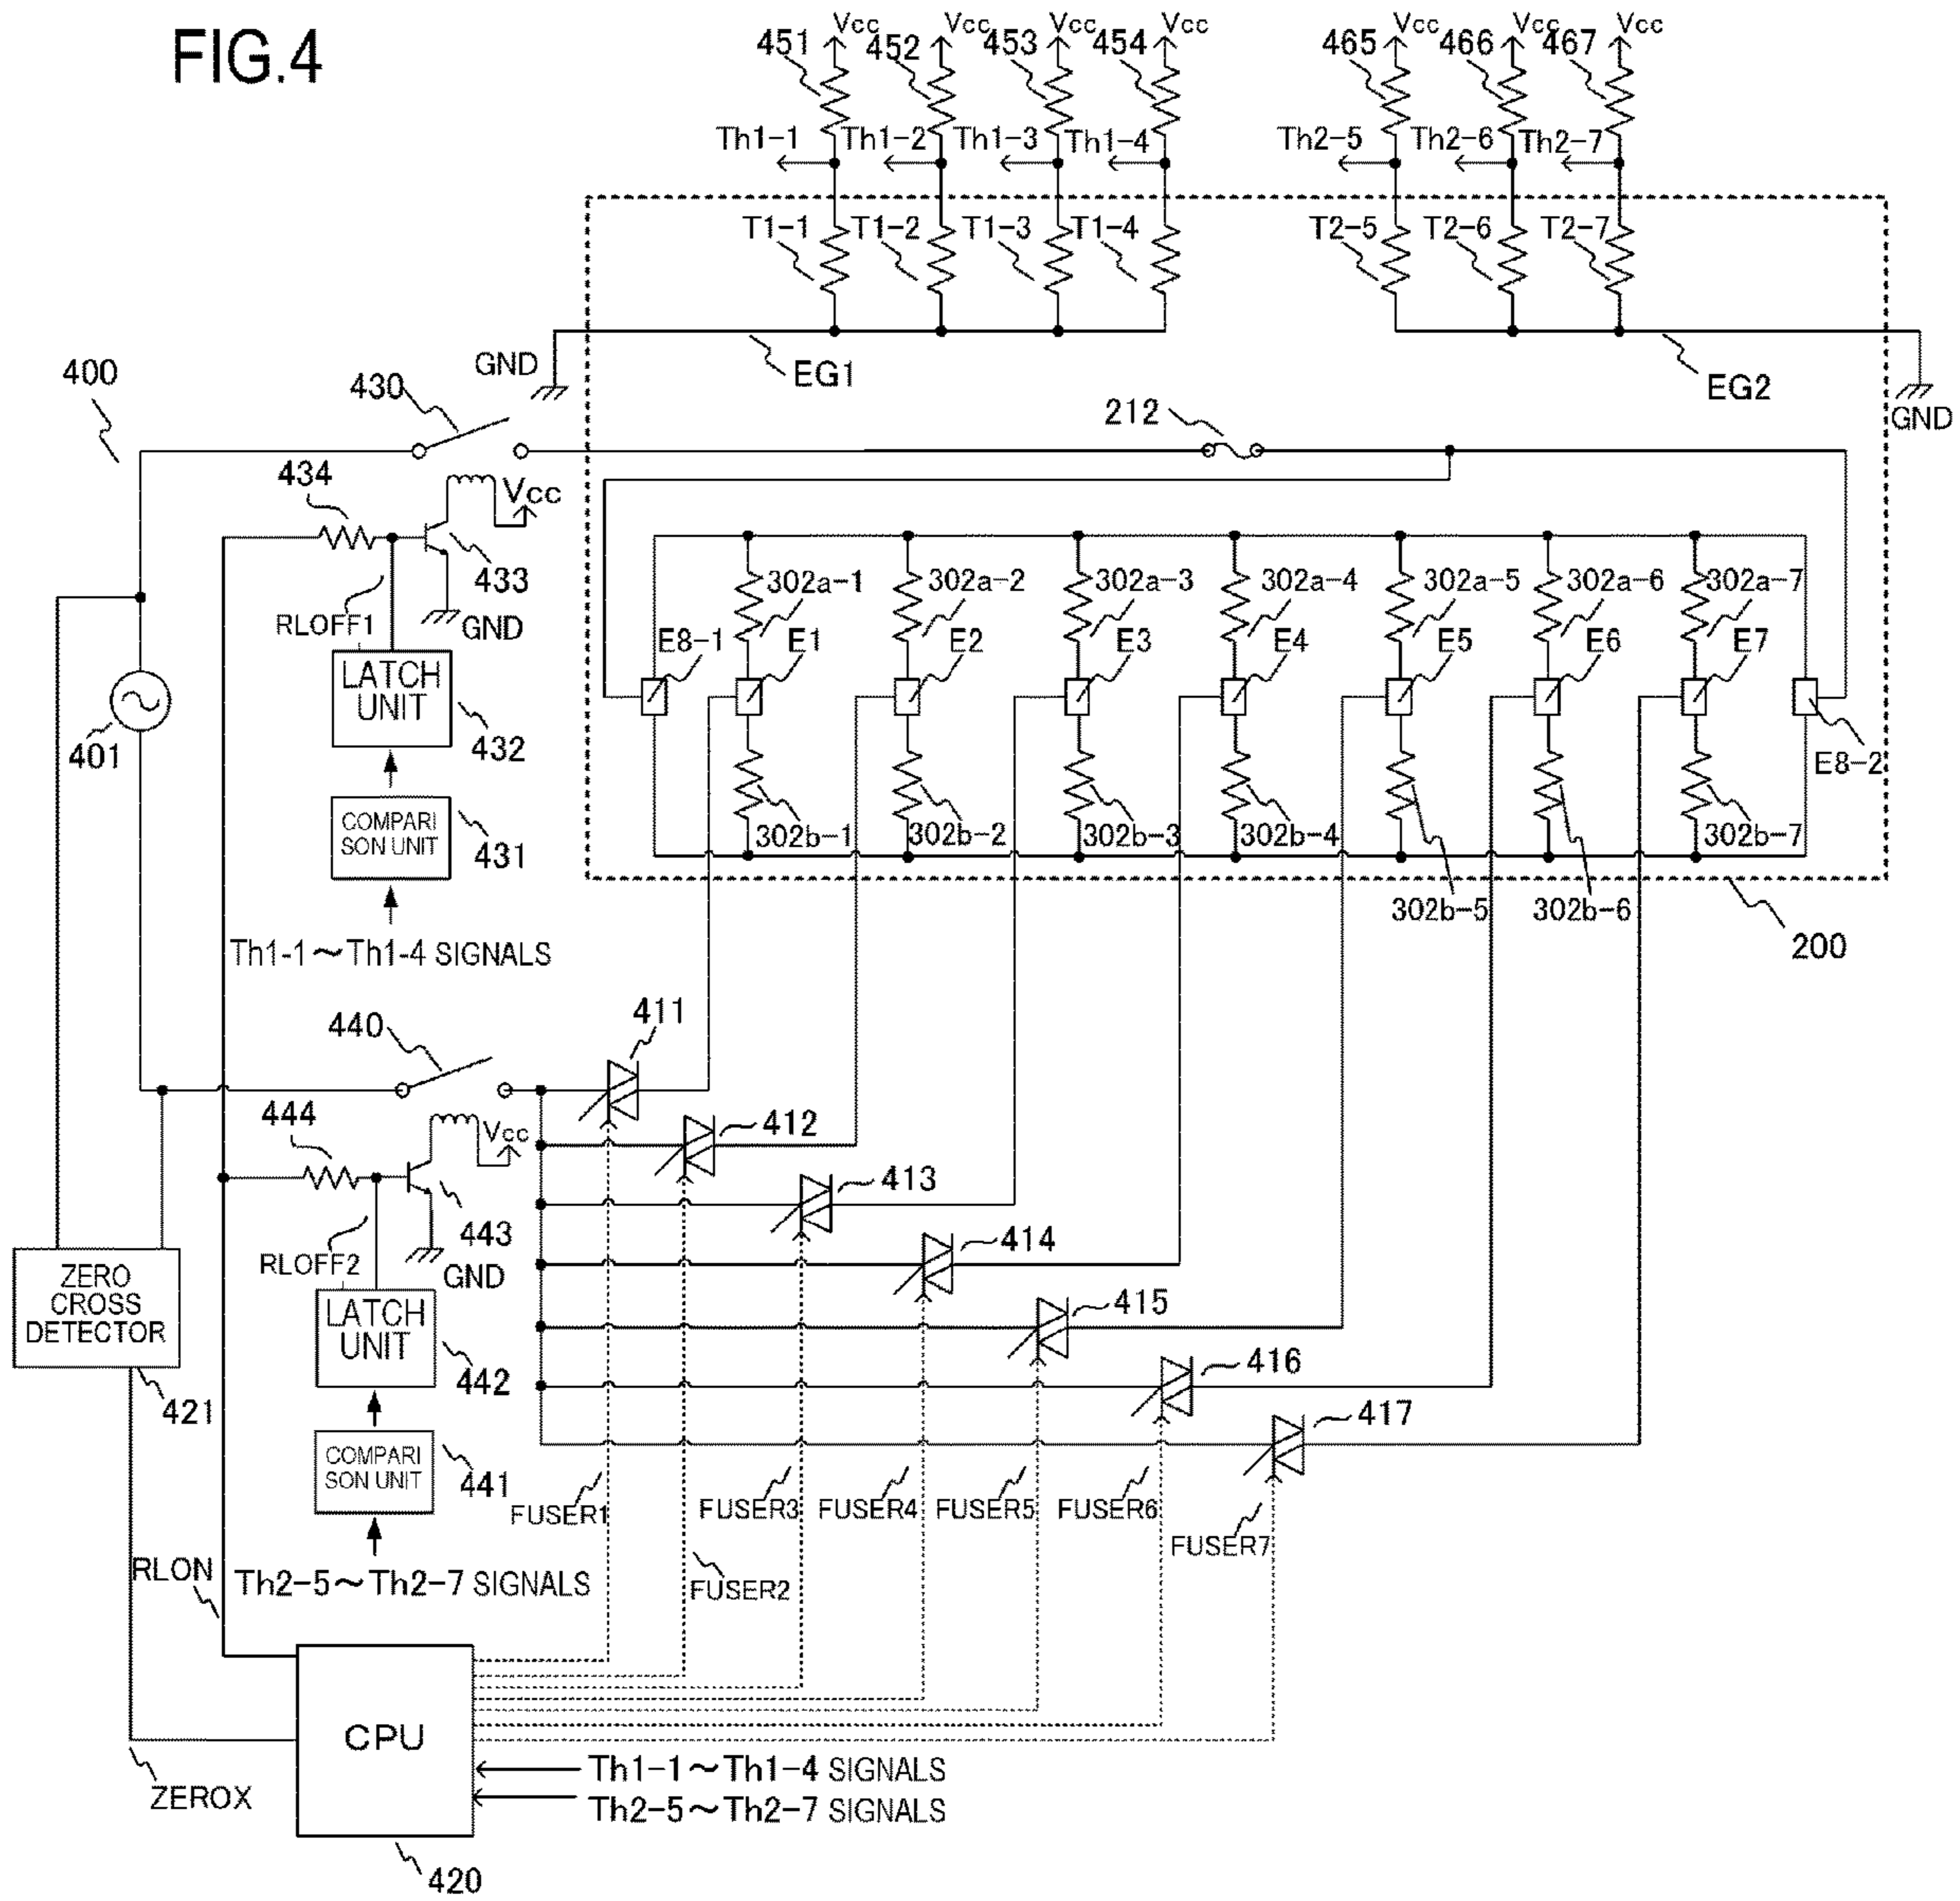 FIG.4
Vcc Vcc Vcc Vcc Vcc Vcc Vcc
451 452 453 454 465 466 467
Th1-1 Th1-2 Th1-3 Th1-4 Th2-5 Th2-6 Th2-7
T1-1 T1-2 T1-3 T1-4 T2-5 T2-6 T2-7
GND EG1 EG2 GND
400 430 212
434 Vcc
433
RLOFF1 GND
302a-1 302a-2 302a-3 302a-4 302a-5 302a-6 302a-7
E8-1 E1 E2 E3 E4 E5 E6 E7
LATCH
UNIT
432
401
E8-2
COMPARI
SON UNIT
431
302b-1 302b-2 302b-3 302b-4 302b-7
302b-5 302b-6
200
Th1-1～Th1-4 SIGNALS
440 411
444 Vcc 412
443 413
RLOFF2 GND 414
ZERO
CROSS
DETECTOR
421
LATCH
UNIT
442
415
416
417
COMPARI
SON UNIT
441
FUSER1 FUSER3 FUSER4 FUSER5 FUSER6
FUSER7
RLON
Th2-5～Th2-7 SIGNALS
FUSER2
CPU
Th1-1～Th1-4 SIGNALS
ZEROX
Th2-5～Th2-7 SIGNALS
420